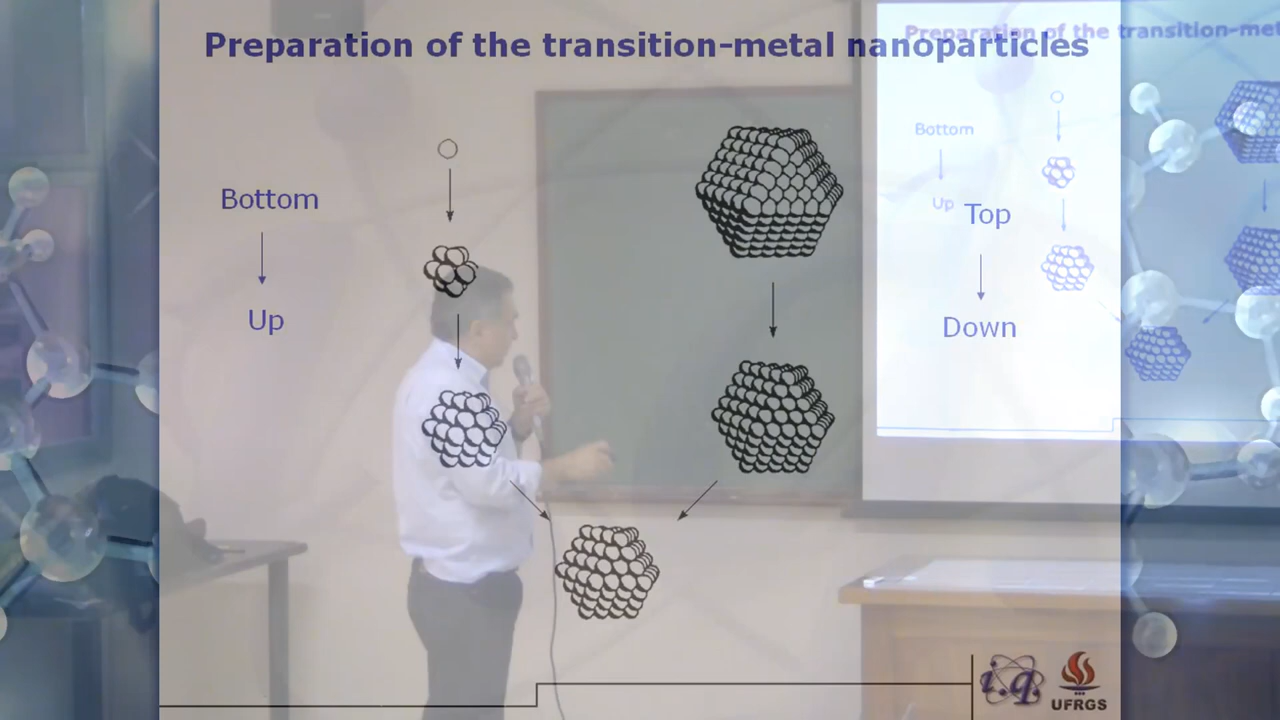 Preparation of the transition-metal nanoparticles
Bottom
Up
Top
Down
Preparation of the transition-met
Bottom
Up
i.q.
UFRGS